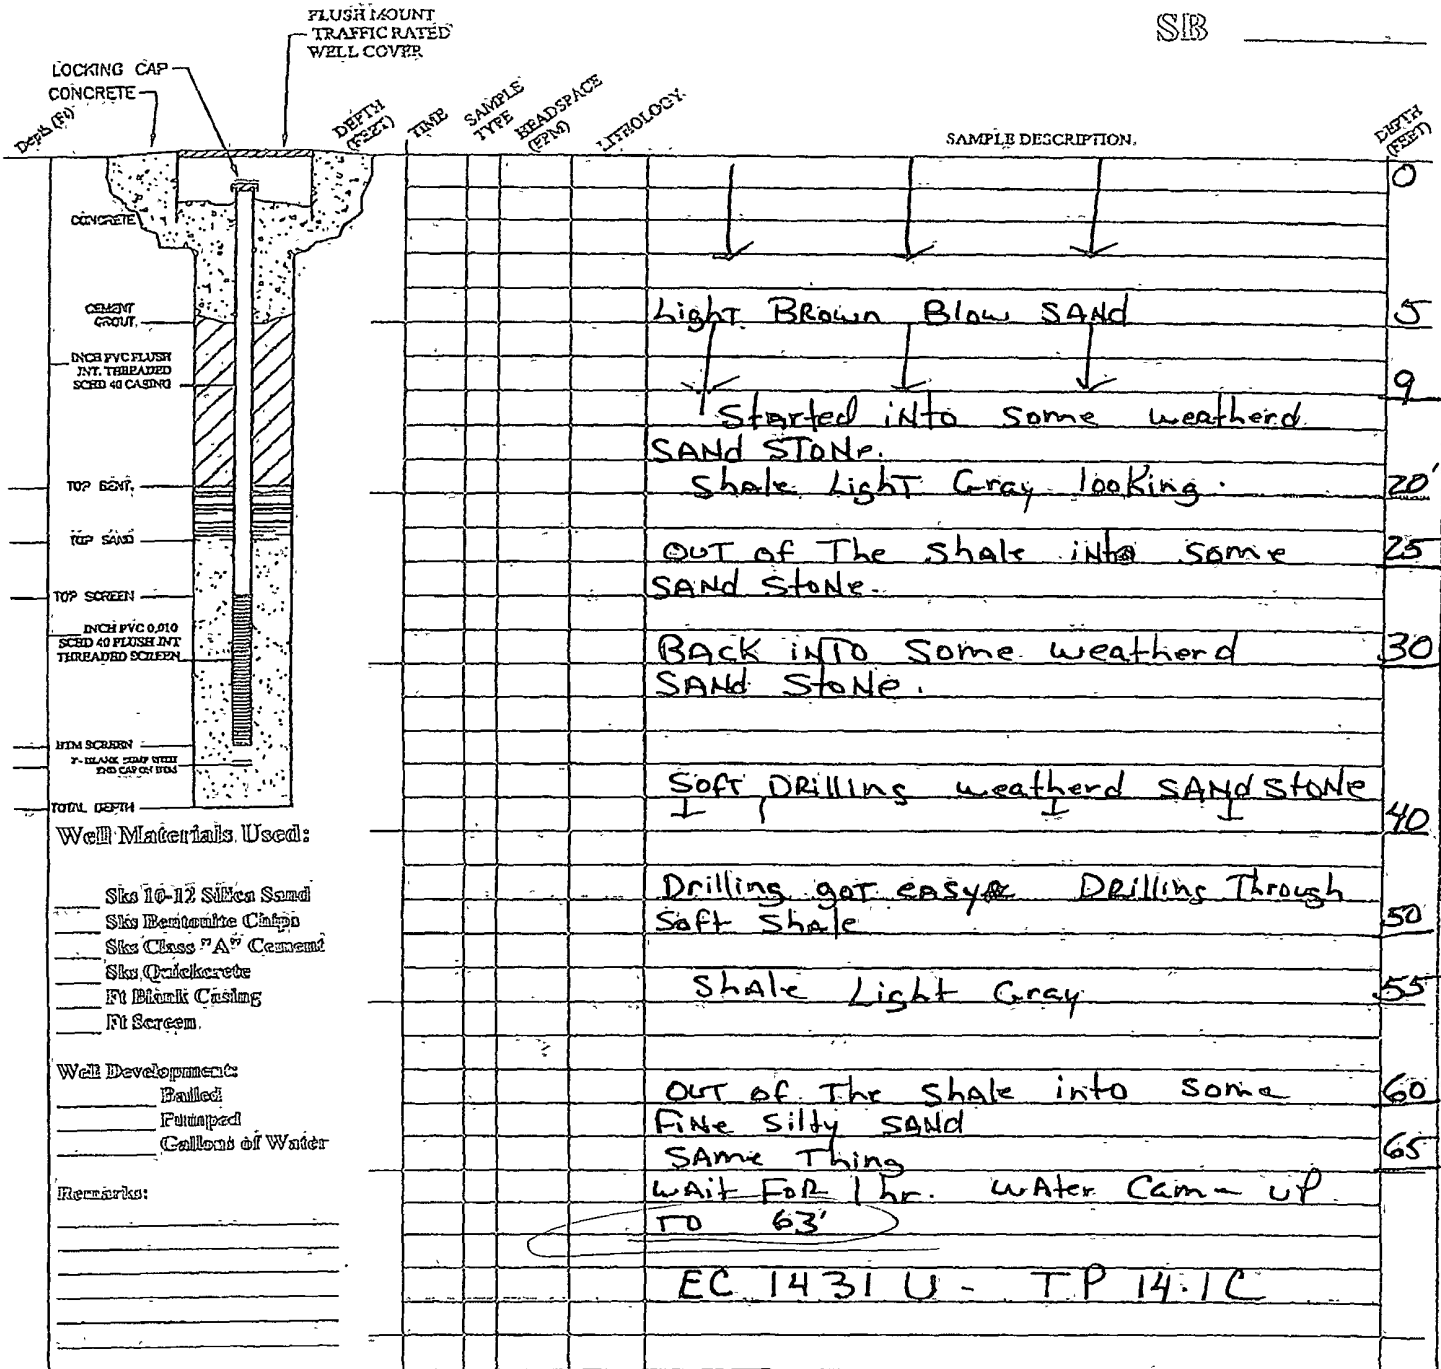 FLUSH MOUNT
TRAFFIC RATED
WELL COVER
SB
LOCKING CAP
CONCRETE
Depth (Ft)
DEPTH
(FEET)
TIME
SAMPLE
TYPE
HEADSPACE
(PPM)
LITHOLOGY
SAMPLE DESCRIPTION.
DEPTH
(FEET)
0
CONCRETE
CEMENT
GROUT
Light Brown Blow SANd
5
INCH PVC FLUSH
JNT. THREADED
SCHD 40 CASING
9
Started iNto Some weatherd
SANd STONe.
TOP BENT.
Shale Light Gray looking.
20'
TOP SAND
OUT of The Shale iNto Some
25
SANd StoNe.
TOP SCREEN
INCH PVC 0.010
SCHD 40 FLUSH JNT
THREADED SCREEN
BACK iNTO Some weatherd
30
SANd StoNe.
BTM SCREEN
END CAP ON BTM
Soft DRilliNg weatherd SANdStoNe
TOTAL DEPTH
40
Well Materials Used:
Sks 10-12 Silica Sand
Sks Bentonite Chips
Sks Class "A" Cement
Sks Quickcrete
Ft Blank Casing
Ft Screen
Drilling got easy DRilliNg Through
Soft Shale
50
Shale Light Gray
55
Well Development:
Bailed
Pumped
Gallons of Water
OUT of The Shale into Some
60
FiNe Silty SANd
SAme Thing
65
Remarks:
wAit FoR 1 hr. wAter Came up
TO 63'
EC 1431 U - TP 14.1C